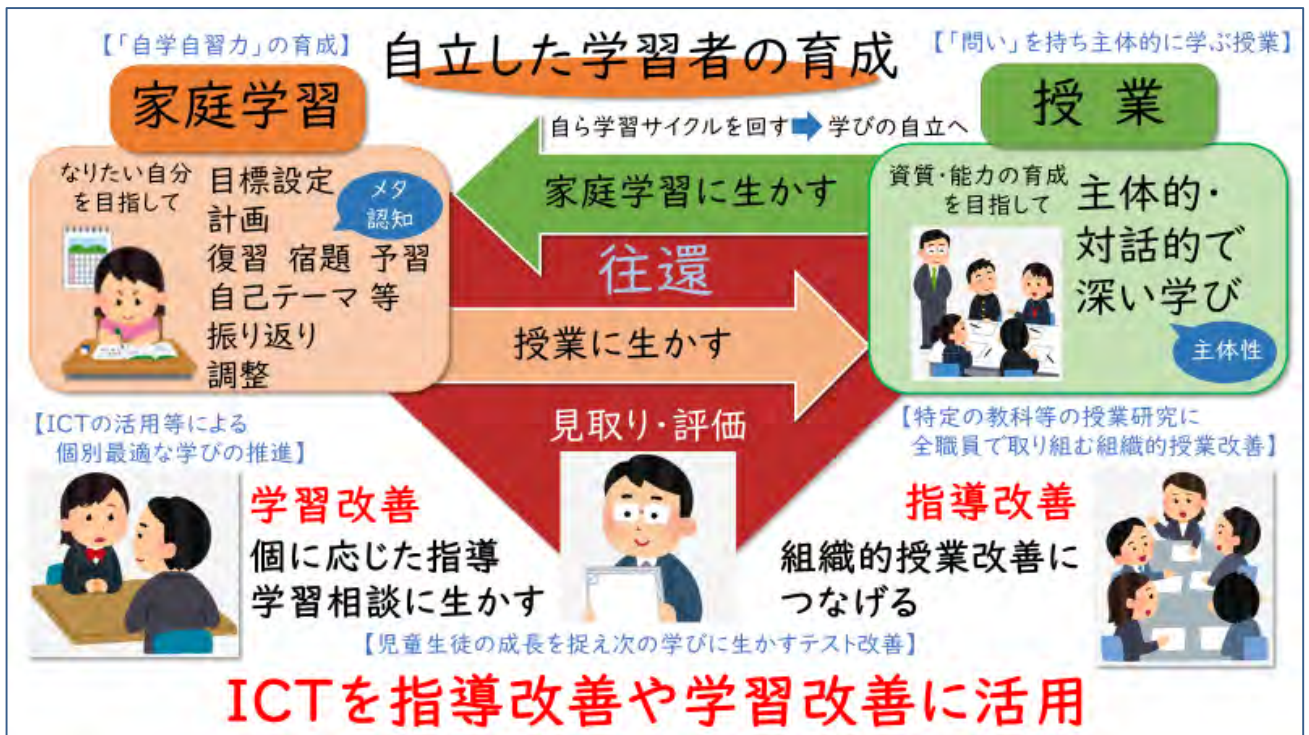 【「自学自習力」の育成】
自立した学習者の育成
【「問い」を持ち主体的に学ぶ授業】
家庭学習
授 業
自ら学習サイクルを回す➡学びの自立へ
なりたい自分
を目指して
目標設定
計画
復習 宿題 予習
自己テーマ 等
振り返り
調整
メタ
認知
家庭学習に生かす
往還
授業に生かす
資質・能力の育成
を目指して
主体的・
対話的で
深い学び
主体性
見取り・評価
【ICTの活用等による
個別最適な学びの推進】
学習改善
個に応じた指導
学習相談に生かす
【特定の教科等の授業研究に
全職員で取り組む組織的授業改善】
指導改善
組織的授業改善に
つなげる
【児童生徒の成長を捉え次の学びに生かすテスト改善】
ICTを指導改善や学習改善に活用